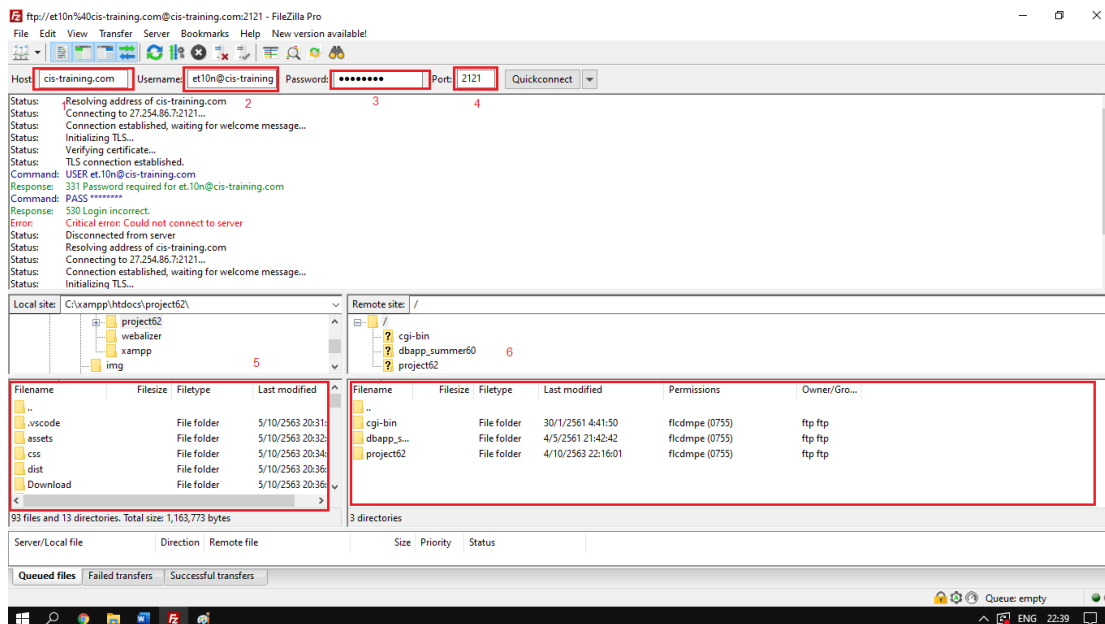 ftp://et10n%40cis-training.com@cis-training.com:2121 - FileZilla Pro
File Edit View Transfer Server Bookmarks Help New version available!
Host: cis-training.com Username: et10n@cis-training Password: ●●●●●●●● Port: 2121 Quickconnect
1 2 3 4
Status: Resolving address of cis-training.com
Status: Connecting to 27.254.86.7:2121...
Status: Connection established, waiting for welcome message...
Status: Initializing TLS...
Status: Verifying certificate...
Status: TLS connection established.
Command: USER et.10n@cis-training.com
Response: 331 Password required for et.10n@cis-training.com
Command: PASS ********
Response: 530 Login incorrect.
Error: Critical error: Could not connect to server
Status: Disconnected from server
Status: Resolving address of cis-training.com
Status: Connecting to 27.254.86.7:2121...
Status: Connection established, waiting for welcome message...
Status: Initializing TLS...
Local site: C:\xampp\htdocs\project62\
project62
webalizer
xampp
img
5
Remote site: /
/
cgi-bin
dbapp_summer60
project62
6
Filename Filesize Filetype Last modified
..
.vscode File folder 5/10/2563 20:31:
assets File folder 5/10/2563 20:32:
css File folder 5/10/2563 20:34:
dist File folder 5/10/2563 20:36:
Download File folder 5/10/2563 20:36:
93 files and 13 directories. Total size: 1,163,773 bytes
Filename Filesize Filetype Last modified Permissions Owner/Gro...
..
cgi-bin File folder 30/1/2561 4:41:50 flcdmpe (0755) ftp ftp
dbapp_s... File folder 4/5/2561 21:42:42 flcdmpe (0755) ftp ftp
project62 File folder 4/10/2563 22:16:01 flcdmpe (0755) ftp ftp
3 directories
Server/Local file Direction Remote file Size Priority Status
Queued files Failed transfers Successful transfers
Queue: empty
ENG 22:39